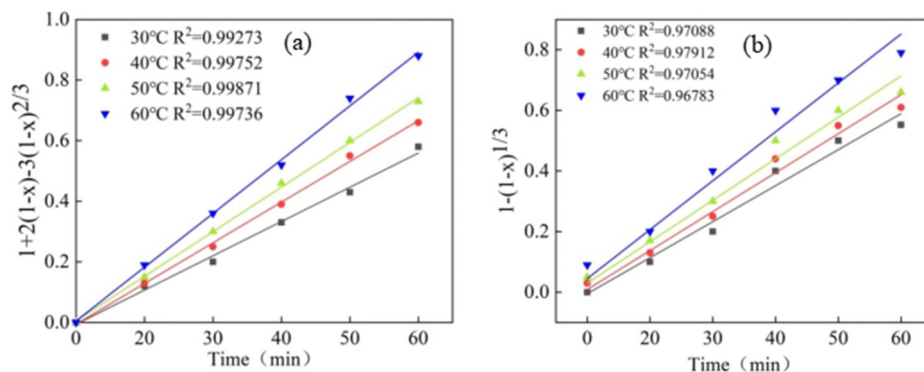 (a)
30℃ R²=0.99273
40℃ R²=0.99752
50℃ R²=0.99871
60℃ R²=0.99736
1+2(1-x)-3(1-x)^2/3
1.0
0.8
0.6
0.4
0.2
0.0
0 20 30 40 50 60
Time（min）
(b)
30℃ R²=0.97088
40℃ R²=0.97912
50℃ R²=0.97054
60℃ R²=0.96783
1-(1-x)^1/3
0.8
0.6
0.4
0.2
0.0
0 20 30 40 50 60
Time（min）